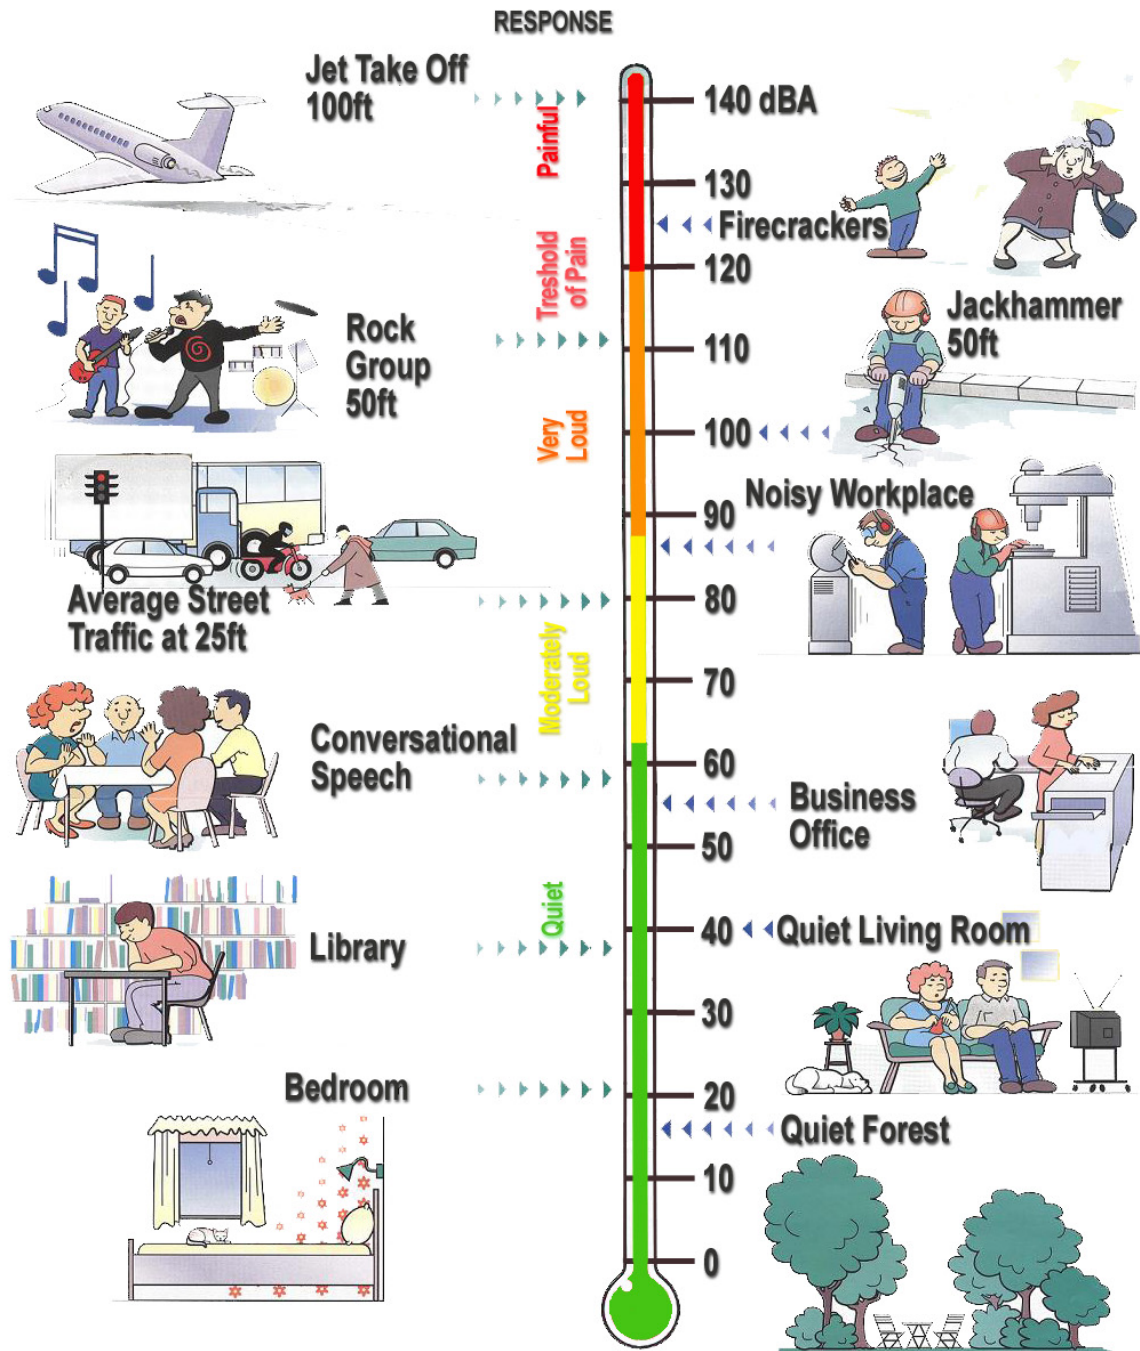 RESPONSE
Jet Take Off
100ft
140 dBA
Painful
130
Firecrackers
120
Treshold
of Pain
Rock
Group
50ft
110
Jackhammer
50ft
Very
Loud
100
90
Noisy Workplace
Average Street
Traffic at 25ft
80
Moderately
Loud
70
Conversational
Speech
60
Business
Office
50
Quiet
40
Quiet Living Room
Library
30
Bedroom
20
Quiet Forest
10
0